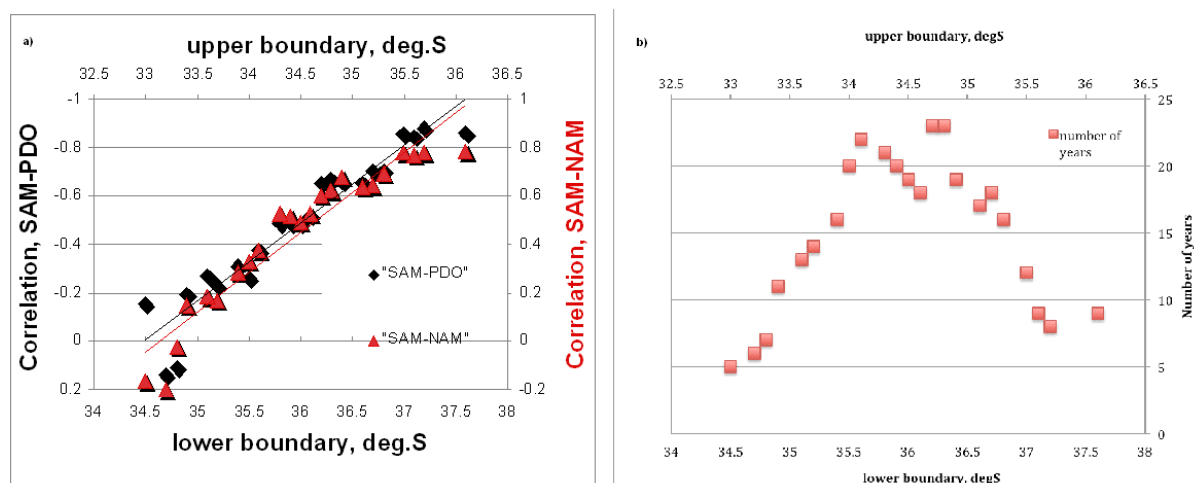 a)
upper boundary, deg.S
32.5 33 33.5 34 34.5 35 35.5 36 36.5
-1 1
-0.8 0.8
-0.6 0.6
-0.4 0.4
-0.2 0.2
0 0
0.2 -0.2
Correlation, SAM-PDO
Correlation, SAM-NAM
"SAM-PDO"
"SAM-NAM"
34 34.5 35 35.5 36 36.5 37 37.5 38
lower boundary, deg.S
b)
upper boundary, degS
32.5 33 33.5 34 34.5 35 35.5 36 36.5
25
20
15
10
5
0
number of
years
Number of years
34 34.5 35 35.5 36 36.5 37 37.5 38
lower boundary, degS